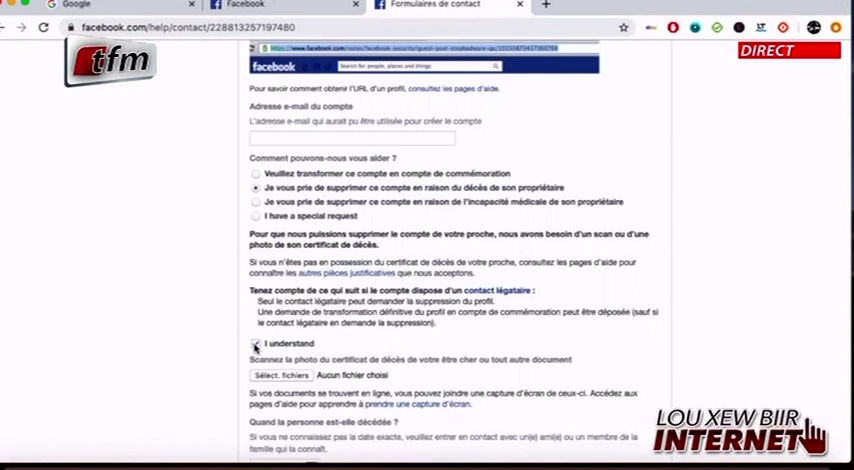 Google
Facebook
Formulaires de contact
facebook.com/help/contact/228813257197480
tfm
DIRECT
facebook
Search for people, places and things
Pour savoir comment obtenir l'URL d'un profil, consultez les pages d'aide.
Adresse e-mail du compte
L'adresse e-mail qui aurait pu être utilisée pour créer le compte
Comment pouvons-nous vous aider ?
Veuillez transformer ce compte en compte de commémoration
Je vous prie de supprimer ce compte en raison du décès de son propriétaire
Je vous prie de supprimer ce compte en raison de l'incapacité médicale de son propriétaire
I have a special request
Pour que nous puissions supprimer le compte de votre proche, nous avons besoin d'un scan ou d'une
photo de son certificat de décès.
Si vous n'êtes pas en possession du certificat de décès de votre proche, consultez les pages d'aide pour
connaître les autres pièces justificatives que nous acceptons.
Tenez compte de ce qui suit si le compte dispose d'un contact légataire :
Seul le contact légataire peut demander la suppression du profil.
Une demande de transformation définitive du profil en compte de commémoration peut être déposée (sauf si
le contact légataire en demande la suppression).
I understand
Scannez la photo du certificat de décès de votre être cher ou tout autre document
Sélect. fichiers Aucun fichier choisi
Si vos documents se trouvent en ligne, vous pouvez joindre une capture d'écran de ceux-ci. Accédez aux
pages d'aide pour apprendre à prendre une capture d'écran.
Quand la personne est-elle décédée ?
Si vous ne connaissez pas la date exacte, veuillez entrer en contact avec un(e) ami(e) ou un membre de la
famille qui la connaît.
LOU XEW BIIR
INTERNET